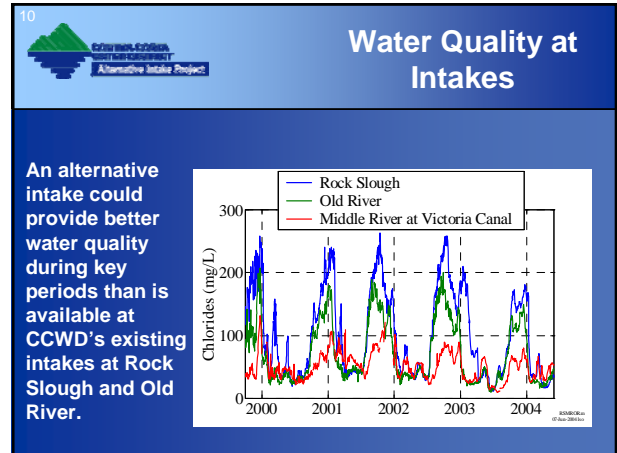 10
CONTRA COSTA
WATER DISTRICT
Alternative Intake Project
Water Quality at
Intakes
An alternative
intake could
provide better
water quality
during key
periods than is
available at
CCWD's existing
intakes at Rock
Slough and Old
River.
Rock Slough
Old River
Middle River at Victoria Canal
Chlorides (mg/L)
300
200
100
0
2000 2001 2002 2003 2004